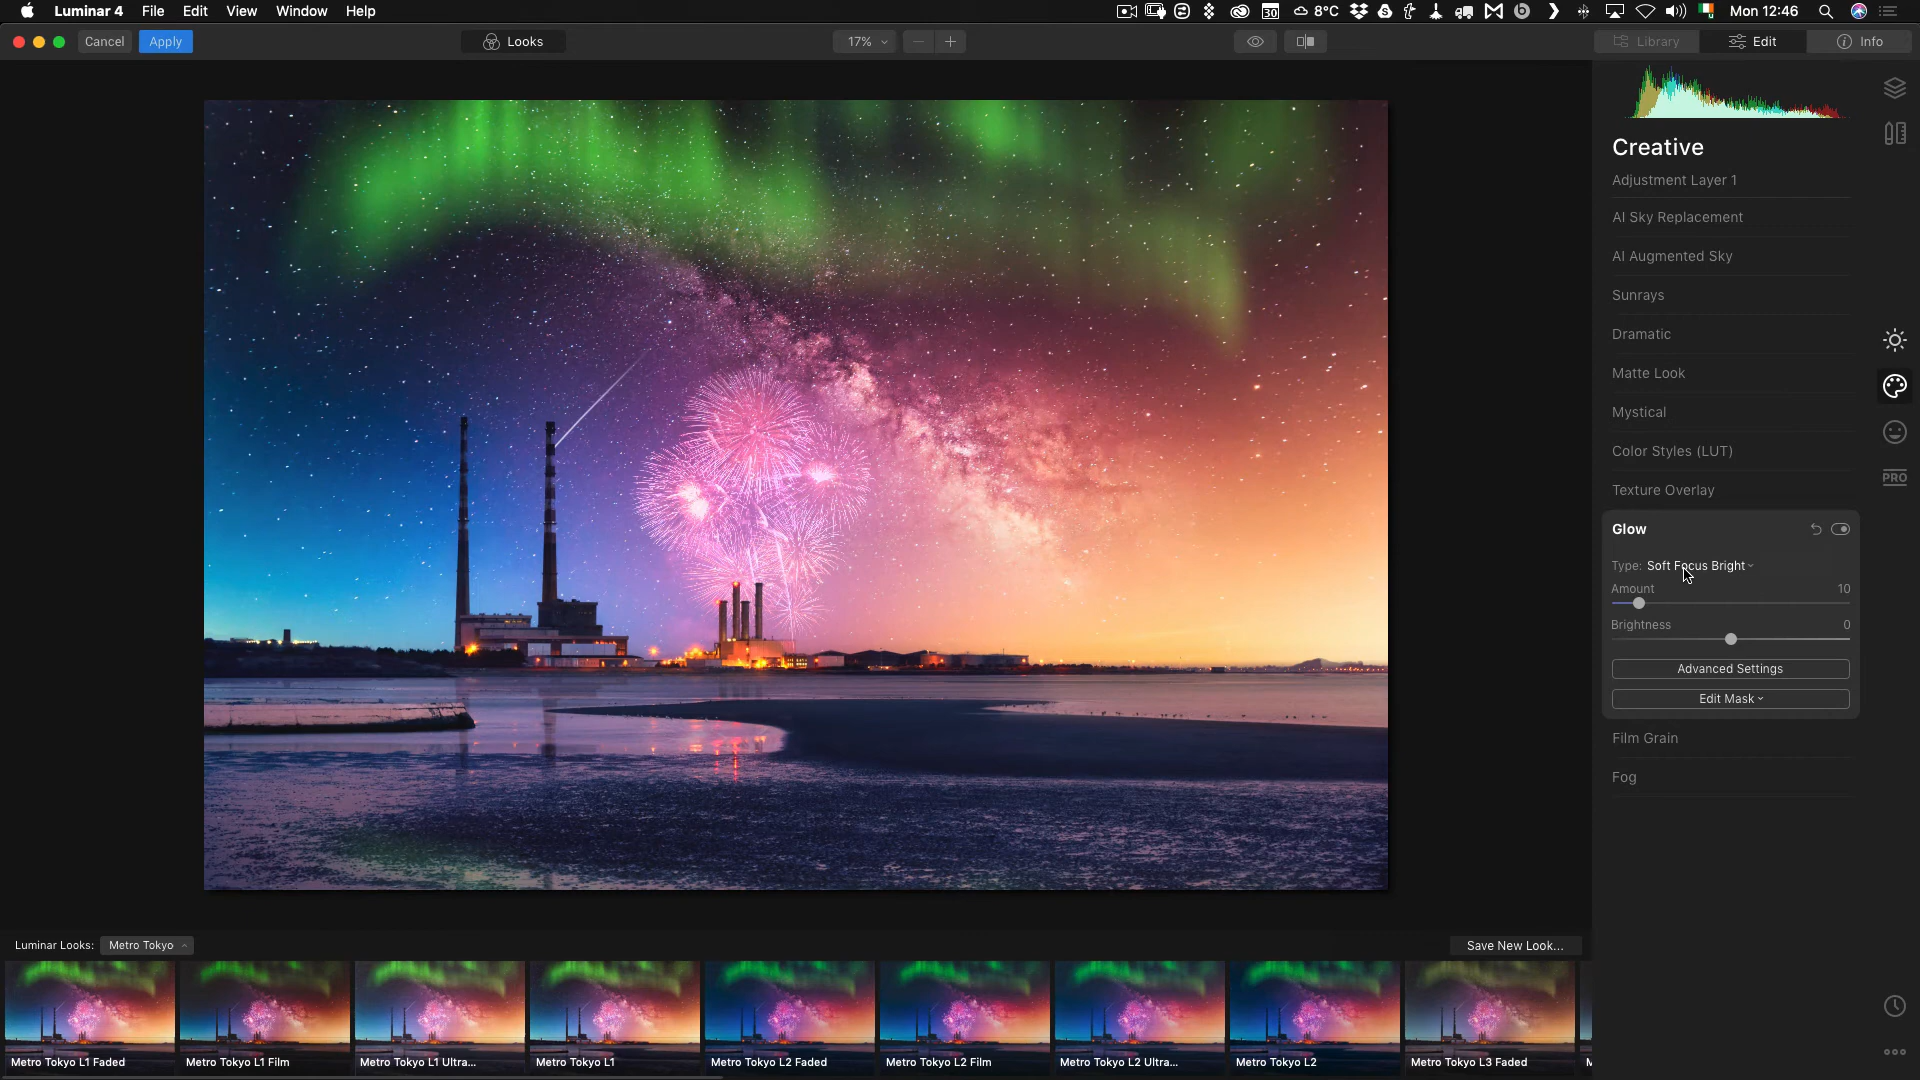 Luminar 4 File Edit View Window Help
30 8°C Mon 12:46
Cancel Apply Looks 17% Library Edit Info
Creative
Adjustment Layer 1
AI Sky Replacement
AI Augmented Sky
Sunrays
Dramatic
Matte Look
Mystical
Color Styles (LUT)
PRO
Texture Overlay
Glow
Type: Soft Focus Bright
Amount 10
Brightness 0
Advanced Settings
Edit Mask
Film Grain
Fog
Luminar Looks: Metro Tokyo Save New Look...
Metro Tokyo L1 Faded Metro Tokyo L1 Film Metro Tokyo L1 Ultra... Metro Tokyo L1 Metro Tokyo L2 Faded Metro Tokyo L2 Film Metro Tokyo L2 Ultra... Metro Tokyo L2 Metro Tokyo L3 Faded